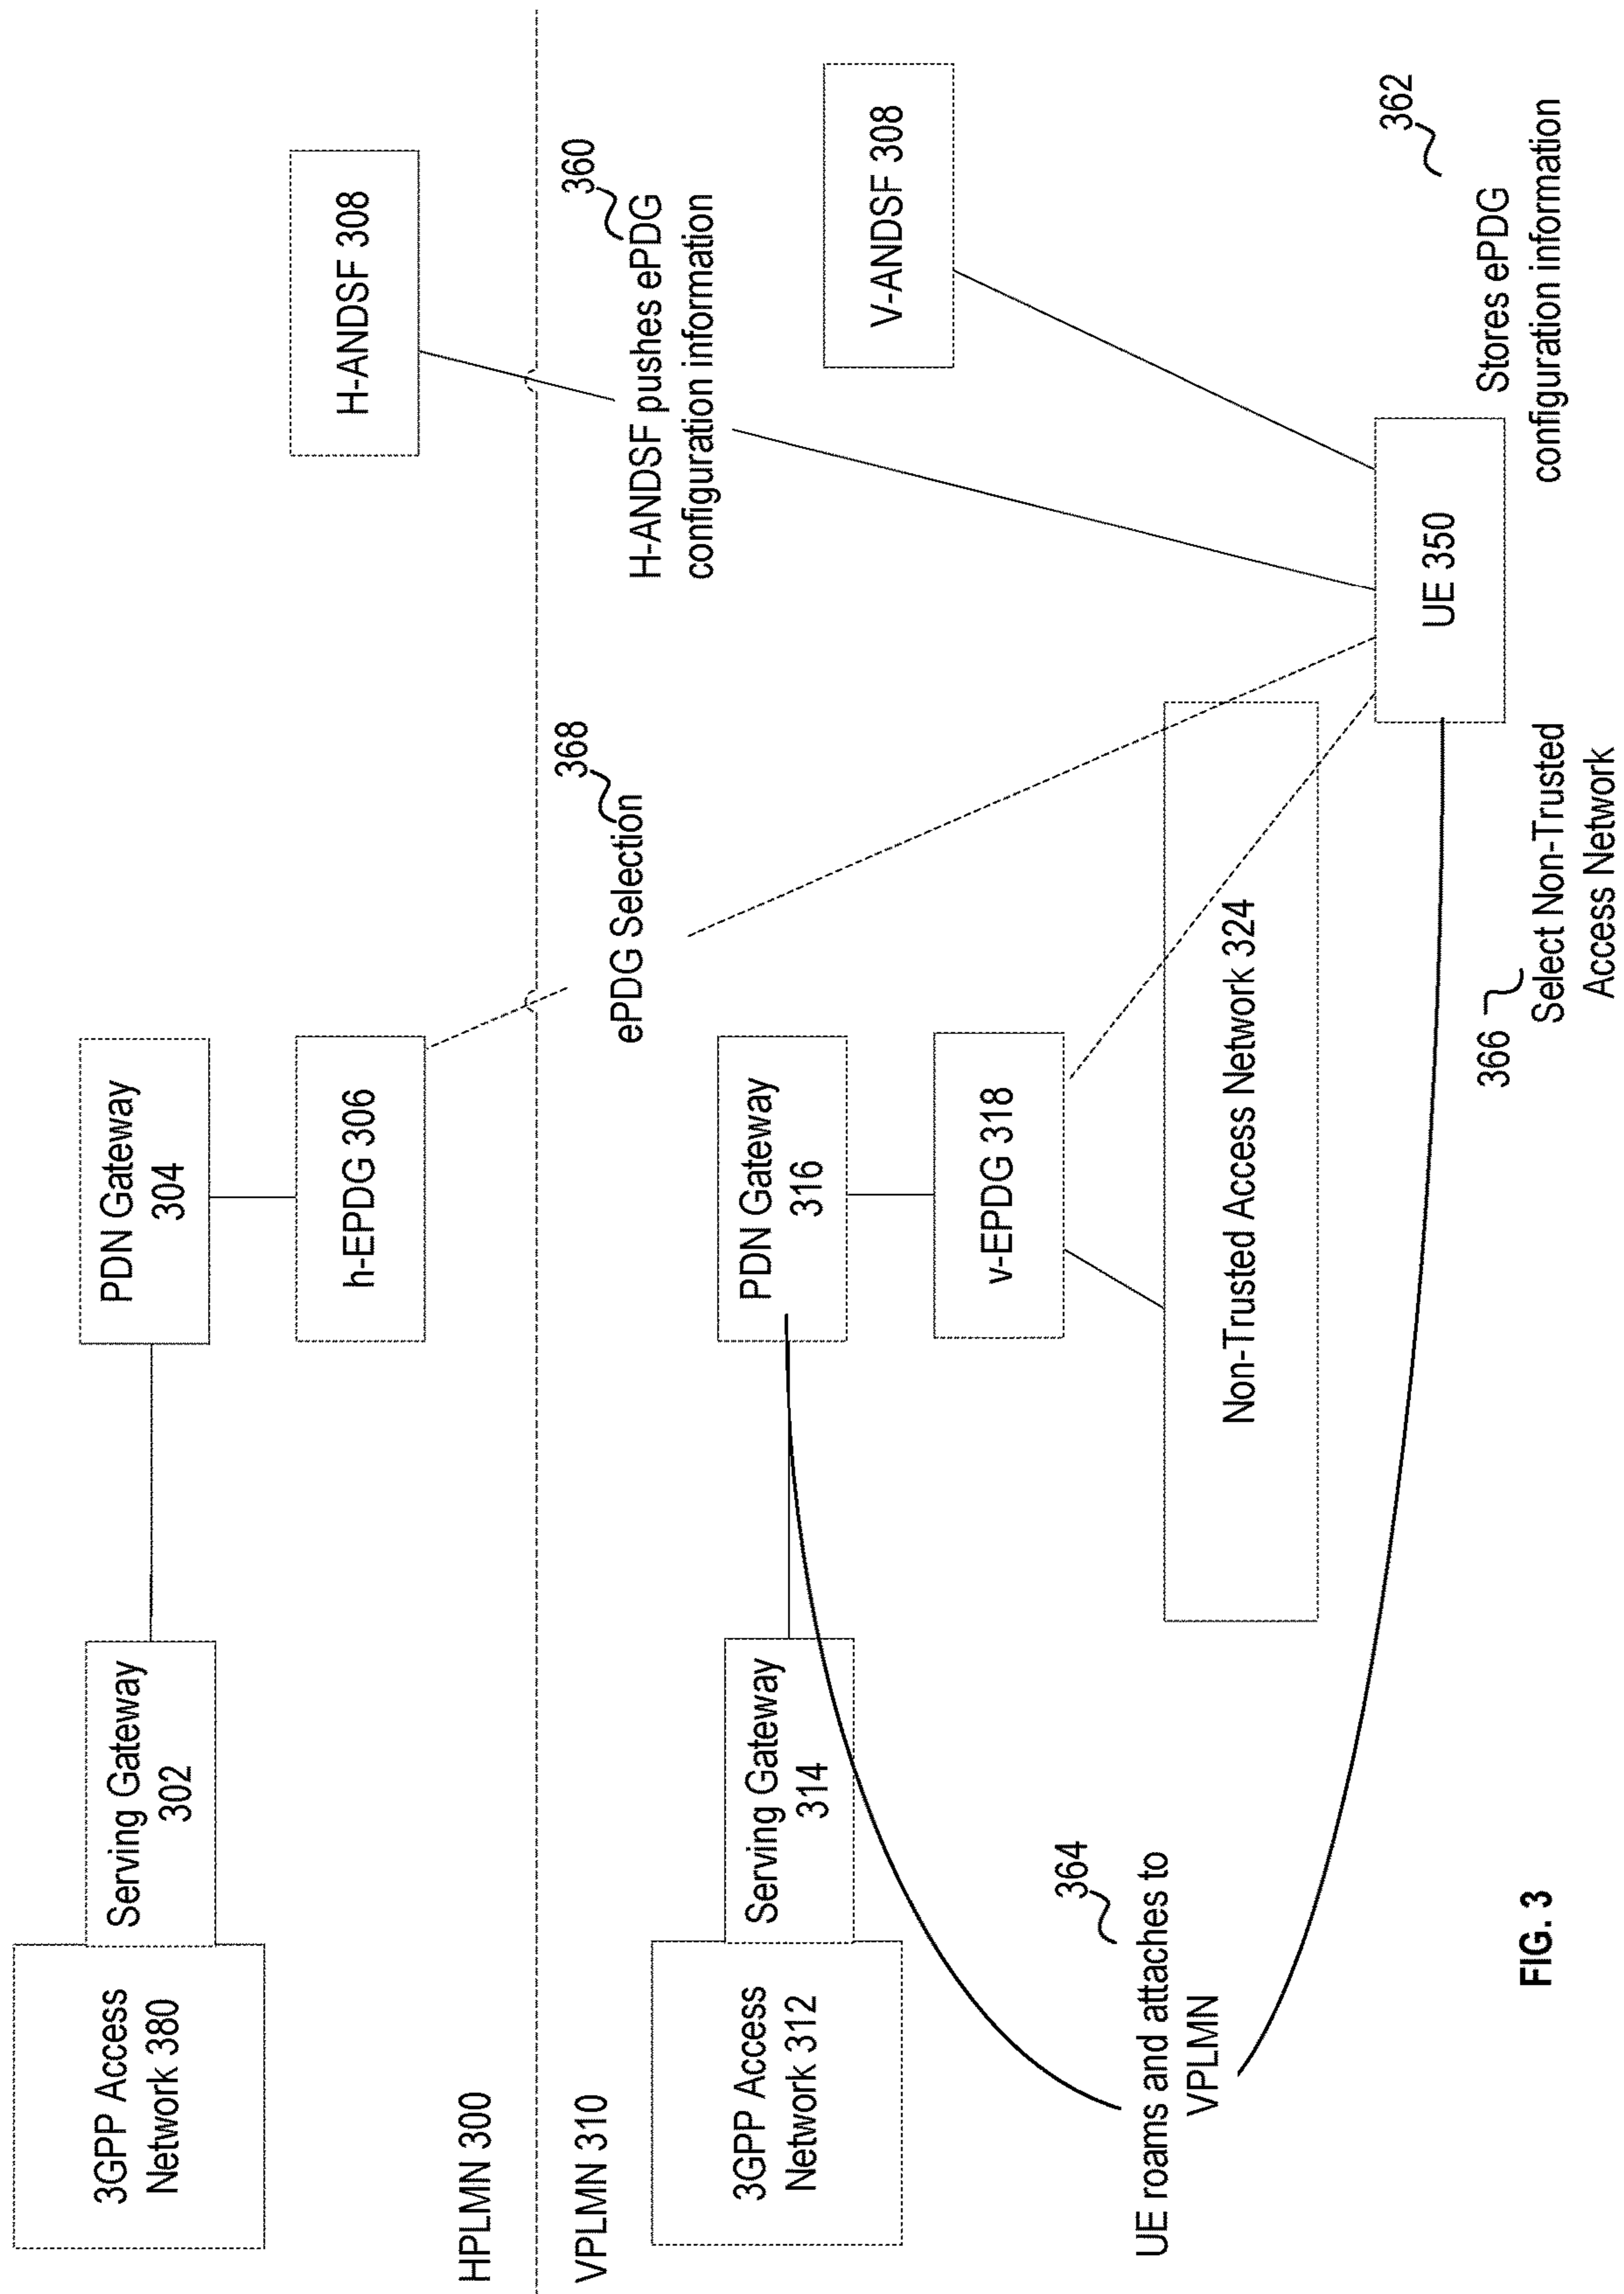 3GPP Access
Network 380
Serving Gateway
302
PDN Gateway
304
h-EPDG 306
H-ANDSF 308
HPLMN 300
VPLMN 310
368
ePDG Selection
360
H-ANDSF pushes ePDG
configuration information
3GPP Access
Network 312
Serving Gateway
314
PDN Gateway
316
v-EPDG 318
V-ANDSF 308
Non-Trusted Access Network 324
364
UE roams and attaches to
VPLMN
UE 350
362
Stores ePDG
configuration information
366
Select Non-Trusted
Access Network
FIG. 3